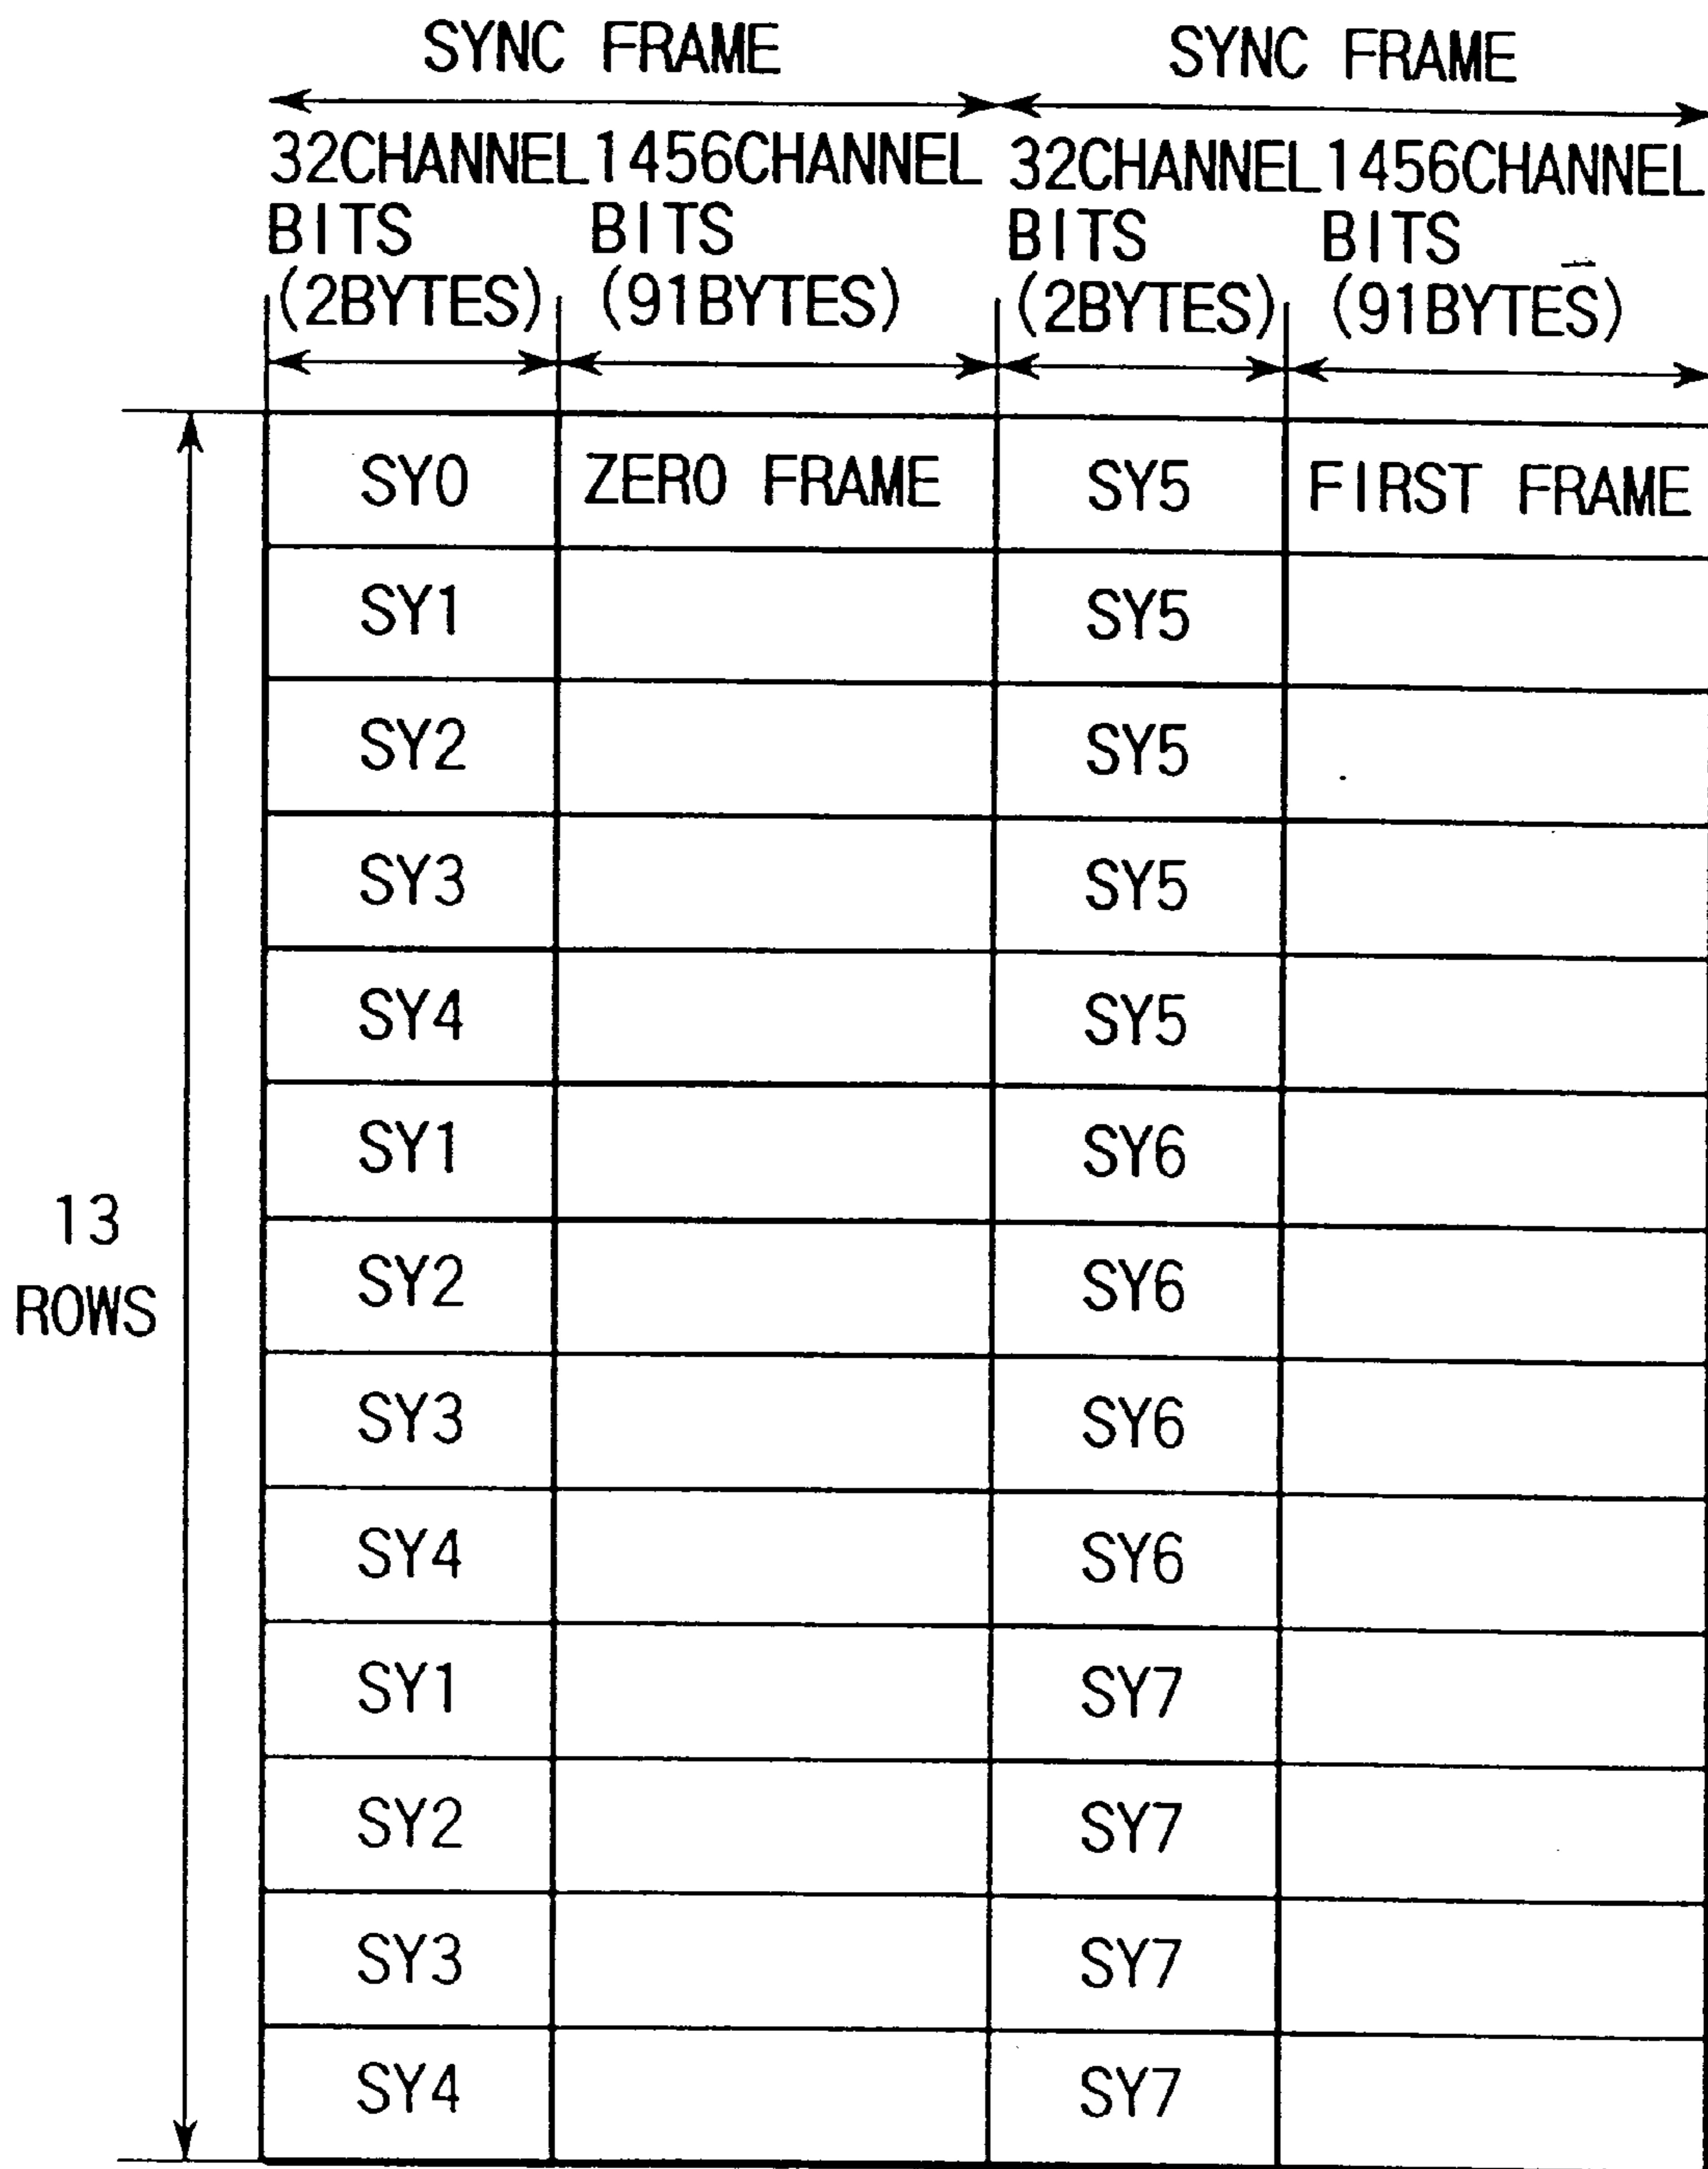 SYNC FRAME SYNC FRAME
32CHANNEL 1456CHANNEL 32CHANNEL 1456CHANNEL
BITS BITS BITS BITS
(2BYTES) (91BYTES) (2BYTES) (91BYTES)
SY0 ZERO FRAME SY5 FIRST FRAME
SY1 SY5
SY2 SY5
SY3 SY5
SY4 SY5
SY1 SY6
13
ROWS
SY2 SY6
SY3 SY6
SY4 SY6
SY1 SY7
SY2 SY7
SY3 SY7
SY4 SY7